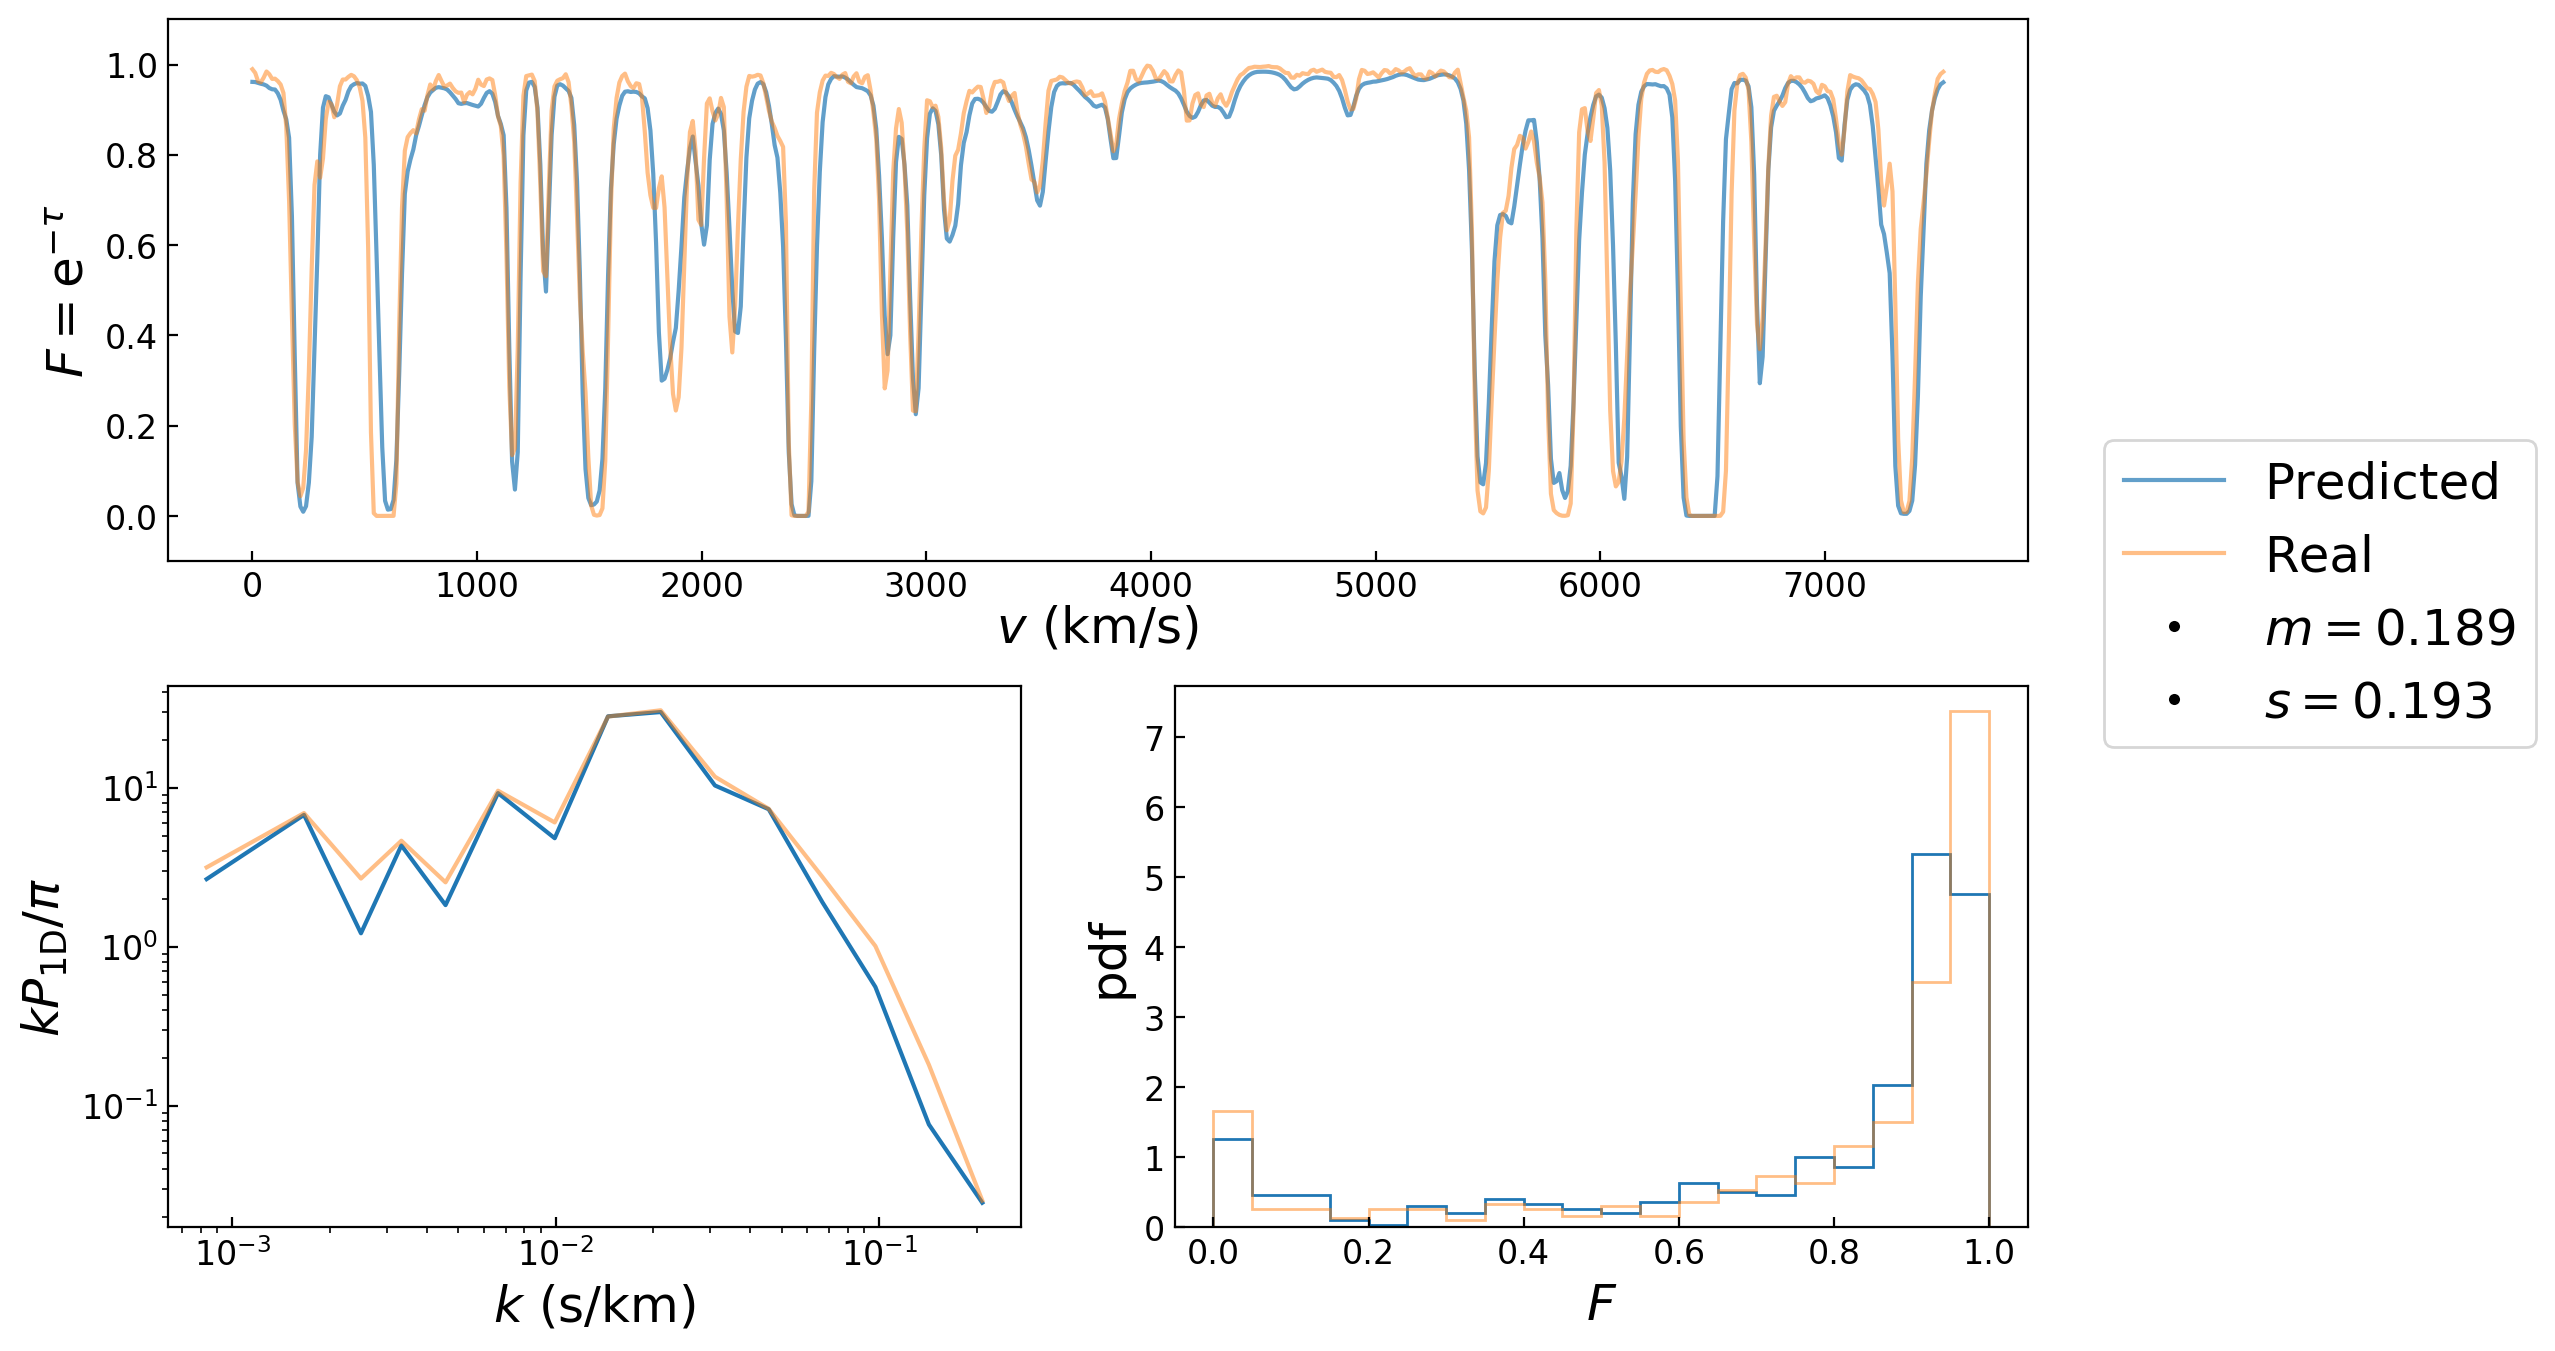 F = e^{−τ}
1.0
0.8
0.6
0.4
0.2
0.0
0 1000 2000 3000 4000 5000 6000 7000
v (km/s)
Predicted
Real
m = 0.189
s = 0.193
kP_{1D}/π
10^1
10^0
10^{−1}
10^{−3} 10^{−2} 10^{−1}
k (s/km)
pdf
7
6
5
4
3
2
1
0
0.0 0.2 0.4 0.6 0.8 1.0
F